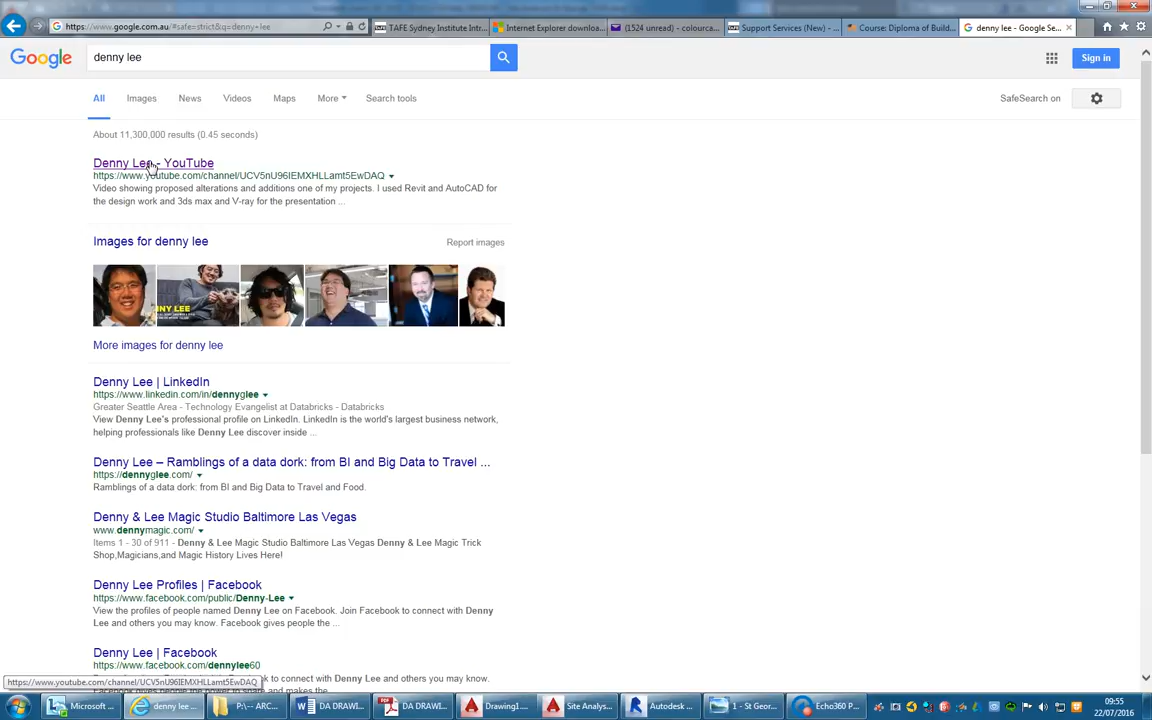 https://www.google.com.au/#safe=strict&q=denny+lee
TAFE Sydney Institute Intr...
Internet Explorer downloa...
(1524 unread) - colourca...
Support Services (New) -...
Course: Diploma of Build...
denny lee - Google Se...
Google
denny lee
Sign in
All
Images
News
Videos
Maps
More
Search tools
SafeSearch on
About 11,300,000 results (0.45 seconds)
Denny Lee - YouTube
https://www.youtube.com/channel/UCV5nU96IEMXHLLamt5EwDAQ
Video showing proposed alterations and additions one of my projects. I used Revit and AutoCAD for
the design work and 3ds max and V-ray for the presentation ...
Images for denny lee
Report images
NNY LEE
More images for denny lee
Denny Lee | LinkedIn
https://www.linkedin.com/in/dennyglee
Greater Seattle Area - Technology Evangelist at Databricks - Databricks
View Denny Lee's professional profile on LinkedIn. LinkedIn is the world's largest business network,
helping professionals like Denny Lee discover inside ...
Denny Lee – Ramblings of a data dork: from BI and Big Data to Travel ...
https://dennyglee.com/
Ramblings of a data dork: from BI and Big Data to Travel and Food.
Denny & Lee Magic Studio Baltimore Las Vegas
www.dennymagic.com/
Items 1 - 30 of 911 - Denny & Lee Magic Studio Baltimore Las Vegas Denny & Lee Magic Trick
Shop,Magicians,and Magic History Lives Here!
Denny Lee Profiles | Facebook
https://www.facebook.com/public/Denny-Lee
View the profiles of people named Denny Lee on Facebook. Join Facebook to connect with Denny
Lee and others you may know. Facebook gives people the ...
Denny Lee | Facebook
https://www.facebook.com/dennylee60
to connect with Denny Lee and others you may know.
Facebook gives people the power to share and makes the...
https://www.youtube.com/channel/UCV5nU96IEMXHLLamt5EwDAQ
Microsoft ...
denny lee ...
P:\-- ARC...
DA DRAWI...
DA DRAWI...
Drawing1....
Site Analys...
Autodesk ...
1 - St Geor...
Echo360 P...
09:55
22/07/2016